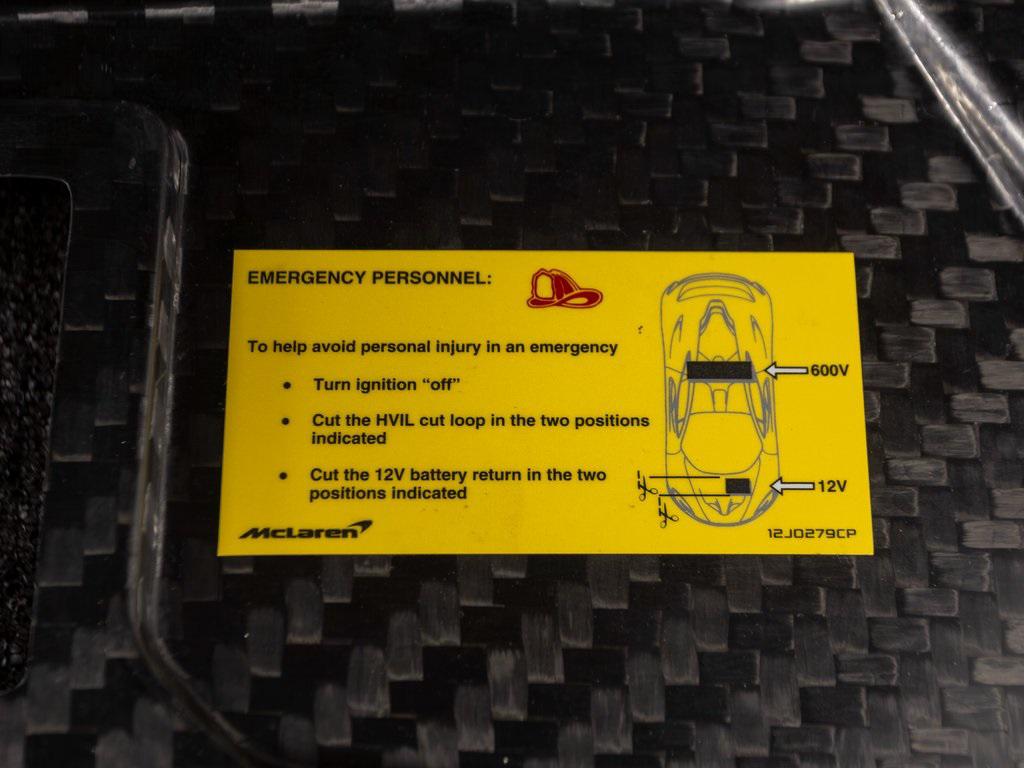 EMERGENCY PERSONNEL:
To help avoid personal injury in an emergency
• Turn ignition “off”
• Cut the HVIL cut loop in the two positions
indicated
• Cut the 12V battery return in the two
positions indicated
600V
12V
McLaren
12J0279CP